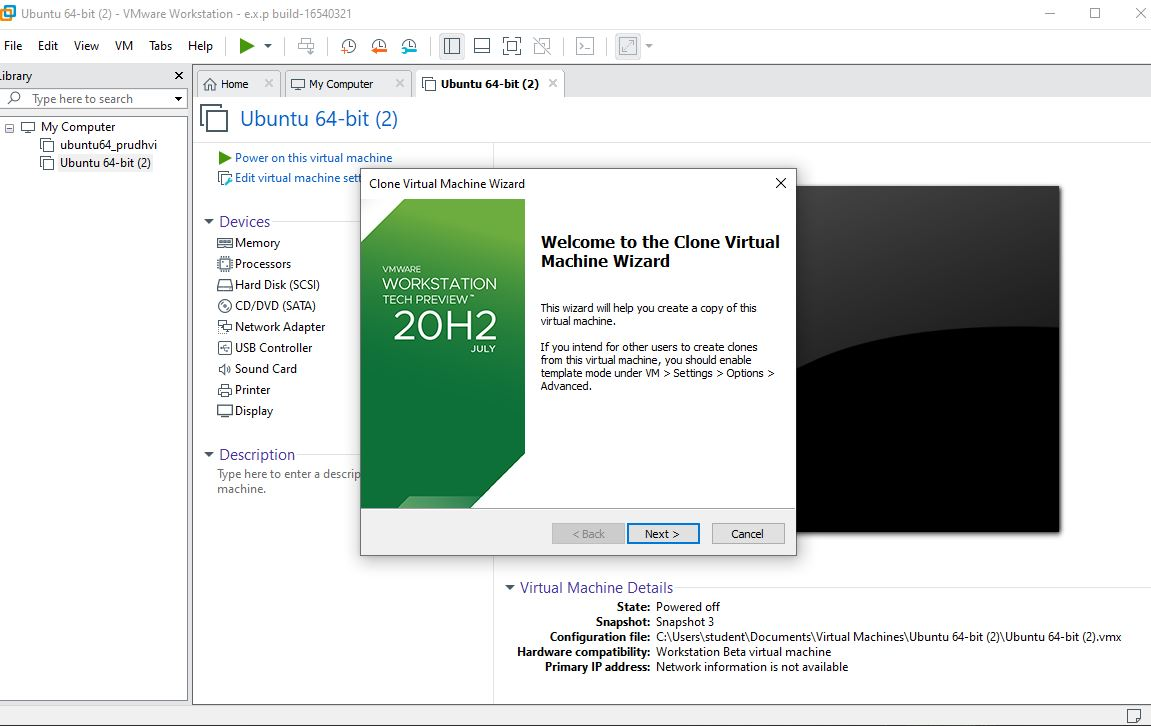 Ubuntu 64-bit (2) - VMware Workstation - e.x.p build-16540321
File Edit View VM Tabs Help
Library
Type here to search
My Computer
ubuntu64_prudhvi
Ubuntu 64-bit (2)
Home
My Computer
Ubuntu 64-bit (2)
Ubuntu 64-bit (2)
Power on this virtual machine
Edit virtual machine sett
Devices
Memory
Processors
Hard Disk (SCSI)
CD/DVD (SATA)
Network Adapter
USB Controller
Sound Card
Printer
Display
Description
Type here to enter a descrip
machine.
Clone Virtual Machine Wizard
VMWARE
WORKSTATION
TECH PREVIEW™
20H2
JULY
Welcome to the Clone Virtual
Machine Wizard
This wizard will help you create a copy of this
virtual machine.
If you intend for other users to create clones
from this virtual machine, you should enable
template mode under VM > Settings > Options >
Advanced.
< Back
Next >
Cancel
Virtual Machine Details
State: Powered off
Snapshot: Snapshot 3
Configuration file: C:\Users\student\Documents\Virtual Machines\Ubuntu 64-bit (2)\Ubuntu 64-bit (2).vmx
Hardware compatibility: Workstation Beta virtual machine
Primary IP address: Network information is not available